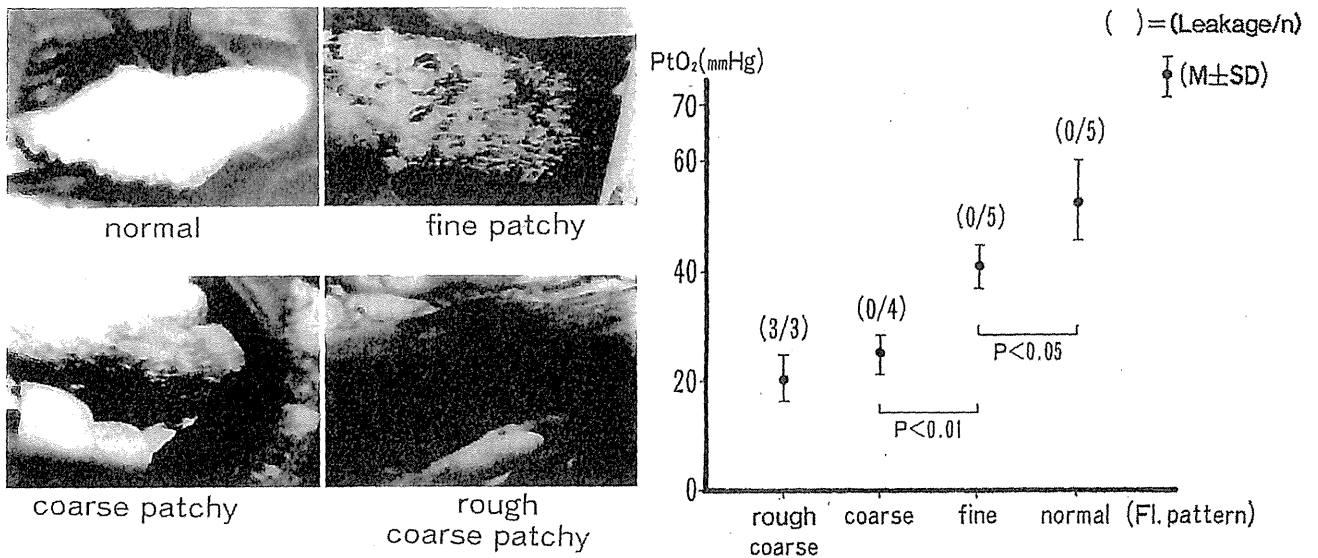 normal
fine patchy
coarse patchy
rough
coarse patchy
( )=(Leakage/n)
PtO₂(mmHg)
(M±SD)
70
60
40
20
0
(3/3)
(0/4)
(0/5)
(0/5)
P<0.01
P<0.05
rough
coarse
coarse
fine
normal
(Fl. pattern)